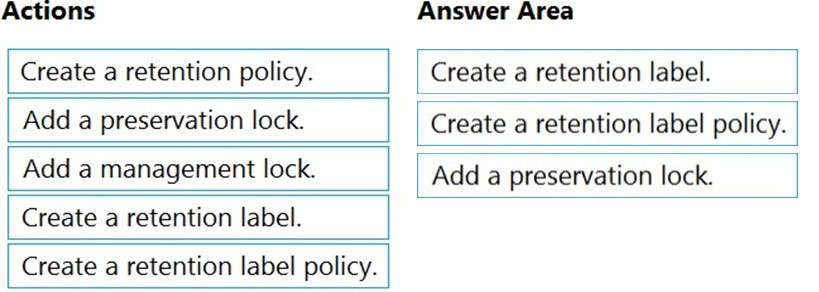 Actions
Create a retention policy.
Add a preservation lock.
Add a management lock.
Create a retention label.
Create a retention label policy.
Answer Area
Create a retention label.
Create a retention label policy.
Add a preservation lock.